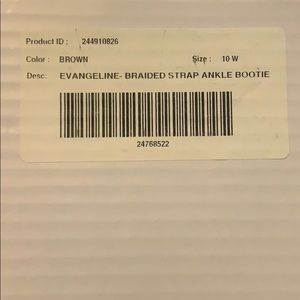 Product ID : 244910826
Color : BROWN Size : 10 W
Desc: EVANGELINE- BRAIDED STRAP ANKLE BOOTIE
24768522